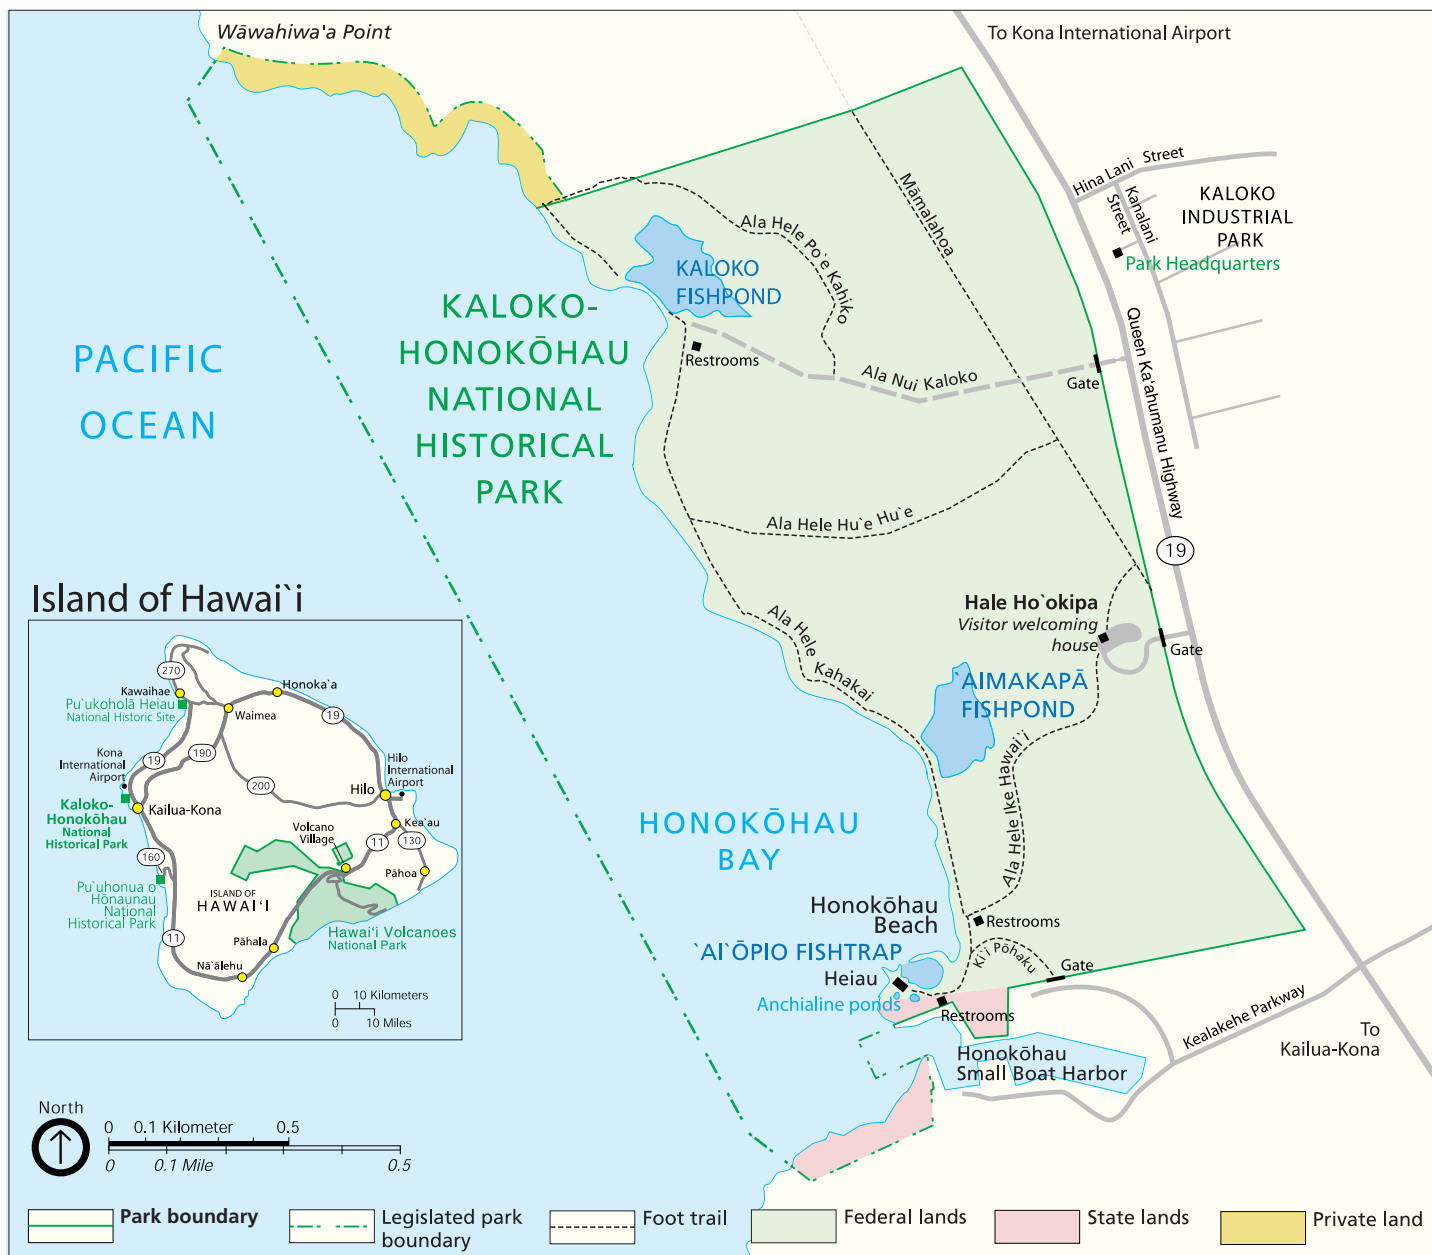 Wāwahiwa'a Point
To Kona International Airport
Hina Lani Street
Kanalani
Street
KALOKO
INDUSTRIAL
PARK
Park Headquarters
Māmalahoa
Ala Hele Po`e Kahiko
KALOKO
FISHPOND
KALOKO-
HONOKŌHAU
NATIONAL
HISTORICAL
PARK
PACIFIC
OCEAN
Restrooms
Ala Nui Kaloko
Gate
Queen Ka'ahumanu Highway
19
Ala Hele Hu`e Hu`e
Hale Ho`okipa
Visitor welcoming
house
Gate
Ala Hele
Kahakai
`AIMAKAPĀ
FISHPOND
Ala Hele Ike Hawai`i
HONOKŌHAU
BAY
Honokōhau
Beach
Restrooms
`AI`ŌPIO FISHTRAP
Ki`i Pōhaku
Gate
Heiau
Anchialine ponds
Restrooms
Honokōhau
Small Boat Harbor
Kealakehe Parkway
To
Kailua-Kona
Island of Hawai`i
270
Kawaihae
Pu`ukoholā Heiau
National Historic Site
Honoka`a
Waimea
19
Kona
International
Airport
19
190
200
Hilo
International
Airport
Hilo
Kaloko-
Honokōhau
National
Historical Park
Kailua-Kona
Volcano
Village
11
Kea`au
130
160
Pāhoa
Pu`uhonua o
Hōnaunau
National
Historical Park
ISLAND OF
HAWAI‘I
11
Pāhala
Hawai‘i Volcanoes
National Park
Nā`ālehu
0 10 Kilometers
0 10 Miles
North
0 0.1 Kilometer 0.5
0 0.1 Mile 0.5
Park boundary
Legislated park
boundary
Foot trail
Federal lands
State lands
Private land